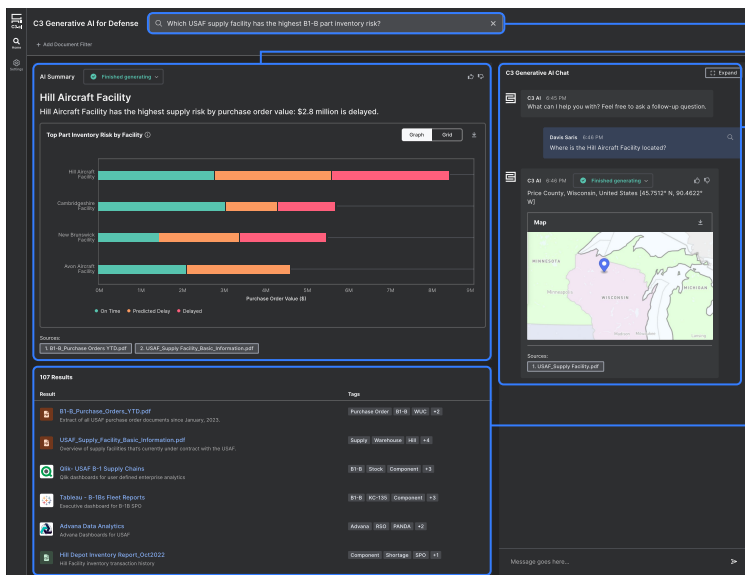 C3 Generative AI for Defense
Which USAF supply facility has the highest B1-B part inventory risk?
C3.ai
Home
Settings
+ Add Document Filter
AI Summary
Finished generating
Hill Aircraft Facility
Hill Aircraft Facility has the highest supply risk by purchase order value: $2.8 million is delayed.
Top Part Inventory Risk by Facility
Graph
Grid
Hill Aircraft
Facility
Cambridgeshire
Facility
New Brunswick
Facility
Avon Aircraft
Facility
0M 1M 2M 3M 4M 5M 6M 7M 8M 9M
Purchase Order Value ($)
On Time
Predicted Delay
Delayed
Sources:
1. B1-B_Purchase Orders YTD.pdf
2. USAF_Supply Facility_Basic_Information.pdf
107 Results
Result
Tags
B1-B_Purchase_Orders_YTD.pdf
Extract of all USAF purchase order documents since January, 2023.
Purchase Order B1-B WUC +2
USAF_Supply_Facility_Basic_Information.pdf
Overview of supply facilities that's currently under contract with the USAF.
Supply Warehouse Hill +4
Qlik- USAF B-1 Supply Chains
Qlik dashboards for user defined enterprise analytics
B1-B Stock Component +3
Tableau - B-1Bs Fleet Reports
Executive dashboard for B-1B SPO
B1-B KC-135 Component +3
Advana Data Analytics
Advana Dashboards for USAF
Advana RSO PANDA +2
Hill Depot Inventory Report_Oct2022
Hill Facility inventory transaction history
Component Shortage SPO +1
C3 Generative AI Chat
Expand
C3 AI 6:45 PM
What can I help you with? Feel free to ask a follow-up question.
Davis Saris 6:46 PM
Where is the Hill Aircraft Facility located?
C3 AI 6:46 PM
Finished generating
Price County, Wisconsin, United States [45.7512° N, 90.4622°
W]
Map
MINNESOTA
Minneapolis
WISCONSIN
MICHIGAN
Madison
Milwaukee
Sources:
1. USAF_Supply Facility.pdf
Message goes here...